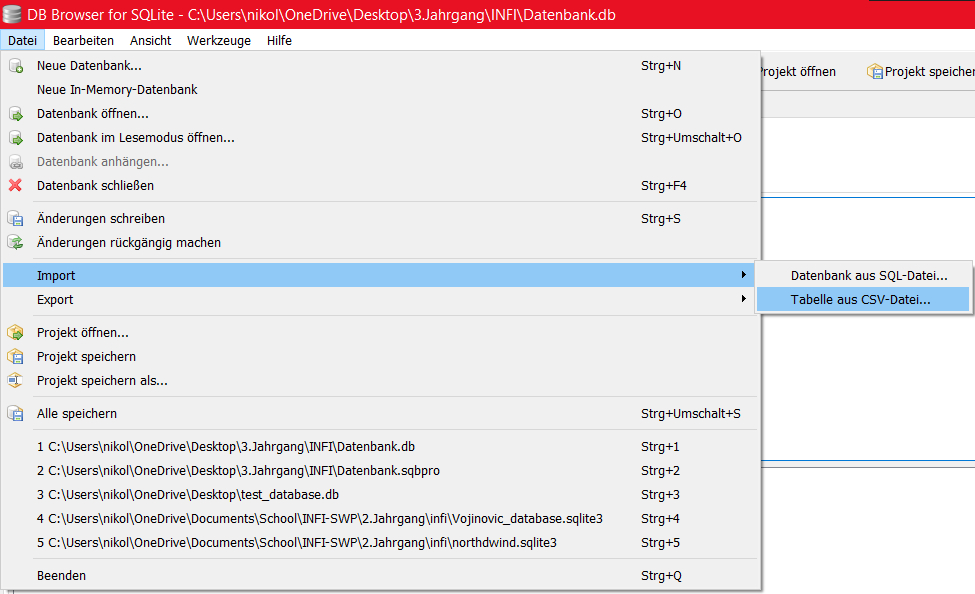 DB Browser for SQLite - C:\Users\nikol\OneDrive\Desktop\3.Jahrgang\INFI\Datenbank.db
Datei Bearbeiten Ansicht Werkzeuge Hilfe
Projekt öffnen Projekt speicher
Neue Datenbank... Strg+N
Neue In-Memory-Datenbank
Datenbank öffnen... Strg+O
Datenbank im Lesemodus öffnen... Strg+Umschalt+O
Datenbank anhängen...
Datenbank schließen Strg+F4
Änderungen schreiben Strg+S
Änderungen rückgängig machen
Import
Datenbank aus SQL-Datei...
Export
Tabelle aus CSV-Datei...
Projekt öffnen...
Projekt speichern
Projekt speichern als...
Alle speichern Strg+Umschalt+S
1 C:\Users\nikol\OneDrive\Desktop\3.Jahrgang\INFI\Datenbank.db Strg+1
2 C:\Users\nikol\OneDrive\Desktop\3.Jahrgang\INFI\Datenbank.sqbpro Strg+2
3 C:\Users\nikol\OneDrive\Desktop\test_database.db Strg+3
4 C:\Users\nikol\OneDrive\Documents\School\INFI-SWP\2.Jahrgang\infi\Vojinovic_database.sqlite3 Strg+4
5 C:\Users\nikol\OneDrive\Documents\School\INFI-SWP\2.Jahrgang\infi\northdwind.sqlite3 Strg+5
Beenden Strg+Q